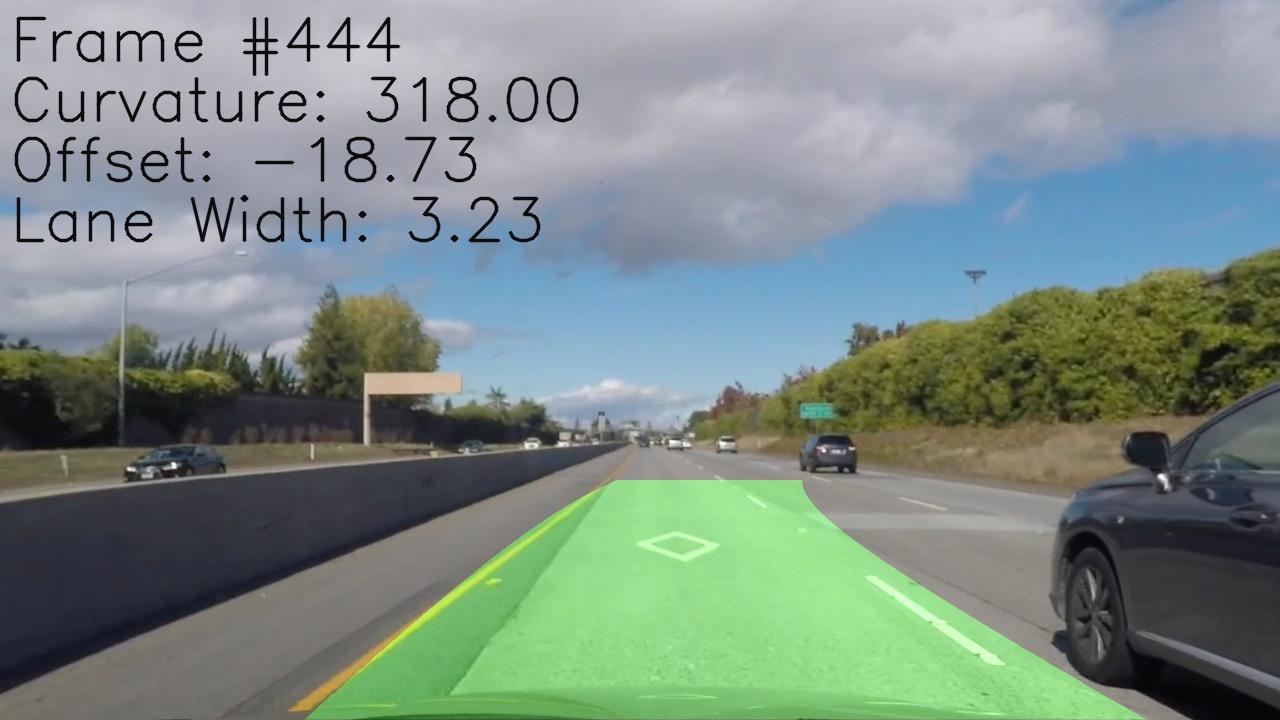 Frame #444
Curvature: 318.00
Offset: -18.73
Lane Width: 3.23